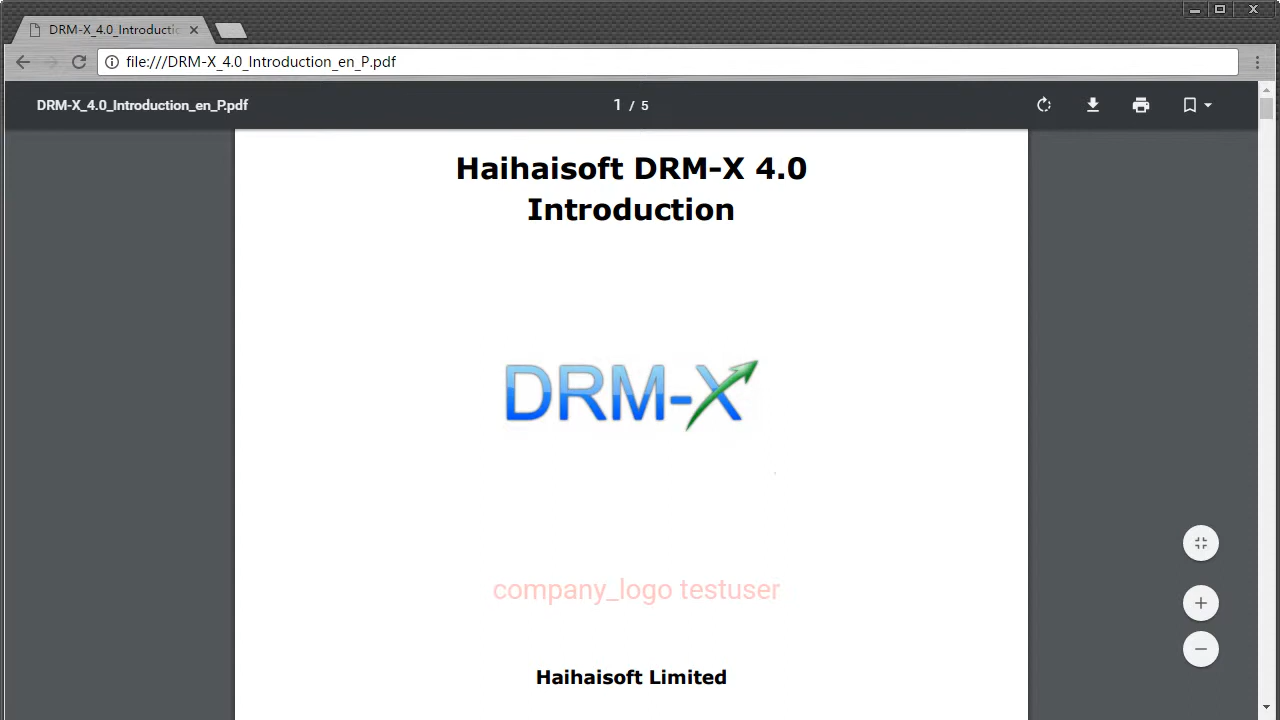 DRM-X_4.0_Introductic
file:///DRM-X_4.0_Introduction_en_P.pdf
DRM-X_4.0_Introduction_en_P.pdf
1 / 5
Haihaisoft DRM-X 4.0
Introduction
DRM-X
company_logo testuser
Haihaisoft Limited